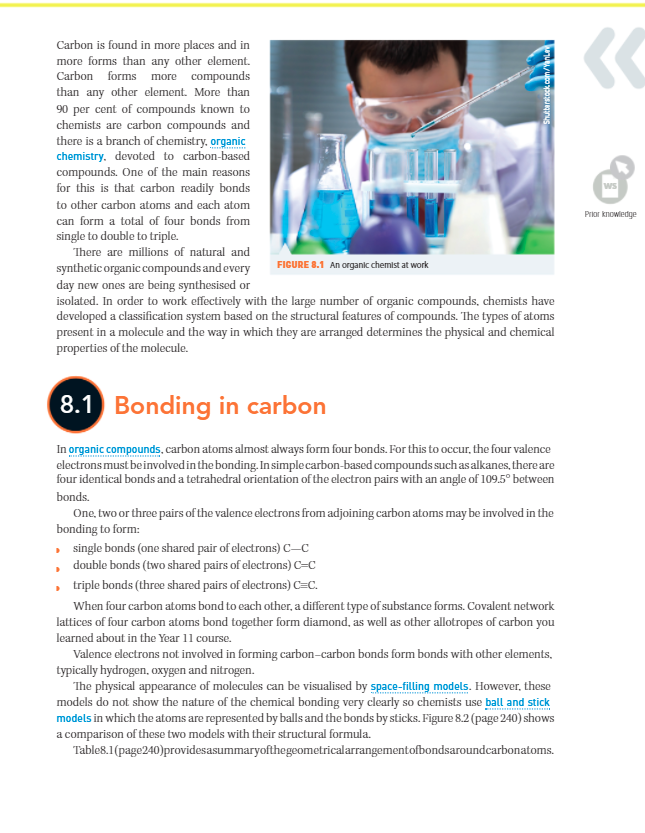 Carbon is found in more places and in
more forms than any other element.
Carbon forms more compounds
than any other element. More than
90 per cent of compounds known to
chemists are carbon compounds and
there is a branch of chemistry, organic
chemistry, devoted to carbon-based
compounds. One of the main reasons
for this is that carbon readily bonds
to other carbon atoms and each atom
can form a total of four bonds from
single to double to triple.
There are millions of natural and
synthetic organic compounds and every
day new ones are being synthesised or
isolated. In order to work effectively with the large number of organic compounds, chemists have
developed a classification system based on the structural features of compounds. The types of atoms
present in a molecule and the way in which they are arranged determines the physical and chemical
properties of the molecule.
FIGURE 8.1 An organic chemist at work
WS
Prior knowledge
8.1 Bonding in carbon
In organic compounds, carbon atoms almost always form four bonds. For this to occur, the four valence
electrons must be involved in the bonding. In simple carbon-based compounds such as alkanes, there are
four identical bonds and a tetrahedral orientation of the electron pairs with an angle of 109.5° between
bonds.
One, two or three pairs of the valence electrons from adjoining carbon atoms may be involved in the
bonding to form:
single bonds (one shared pair of electrons) C—C
double bonds (two shared pairs of electrons) C=C
triple bonds (three shared pairs of electrons) C≡C.
When four carbon atoms bond to each other, a different type of substance forms. Covalent network
lattices of four carbon atoms bond together form diamond, as well as other allotropes of carbon you
learned about in the Year 11 course.
Valence electrons not involved in forming carbon–carbon bonds form bonds with other elements,
typically hydrogen, oxygen and nitrogen.
The physical appearance of molecules can be visualised by space-filling models. However, these
models do not show the nature of the chemical bonding very clearly so chemists use ball and stick
models in which the atoms are represented by balls and the bonds by sticks. Figure 8.2 (page 240) shows
a comparison of these two models with their structural formula.
Table 8.1 (page 240) provides a summary of the geometrical arrangement of bonds around carbon atoms.